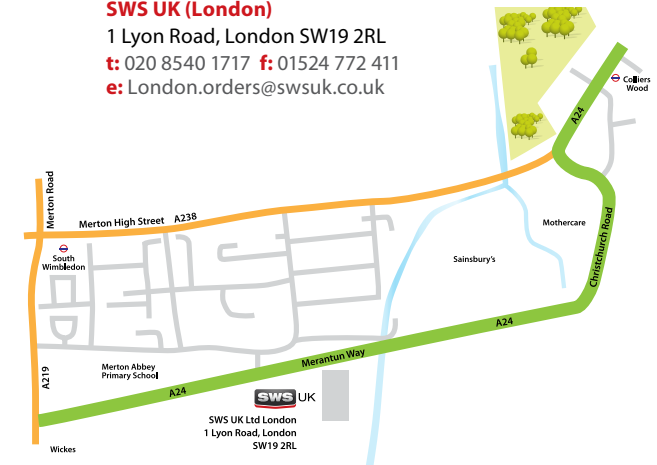 SWS UK (London)
1 Lyon Road, London SW19 2RL
t: 020 8540 1717 f: 01524 772 411
e: London.orders@swsuk.co.uk
Colliers
Wood
A24
Merton Road
Merton High Street A238
Mothercare
Christchurch Road
South
Wimbledon
Sainsbury's
A24
Merantun Way
A219
Merton Abbey
Primary School
A24
SWS UK
SWS UK Ltd London
1 Lyon Road, London
SW19 2RL
Wickes